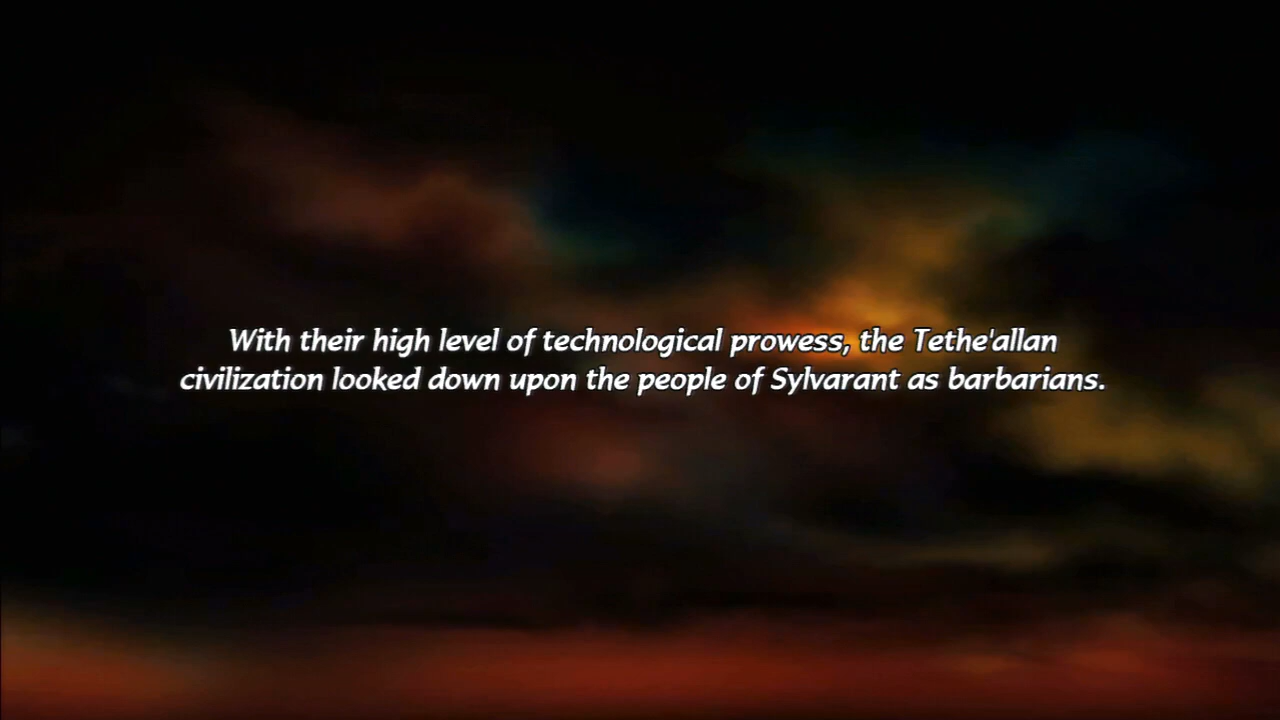 With their high level of technological prowess, the Tethe'allan
civilization looked down upon the people of Sylvarant as barbarians.